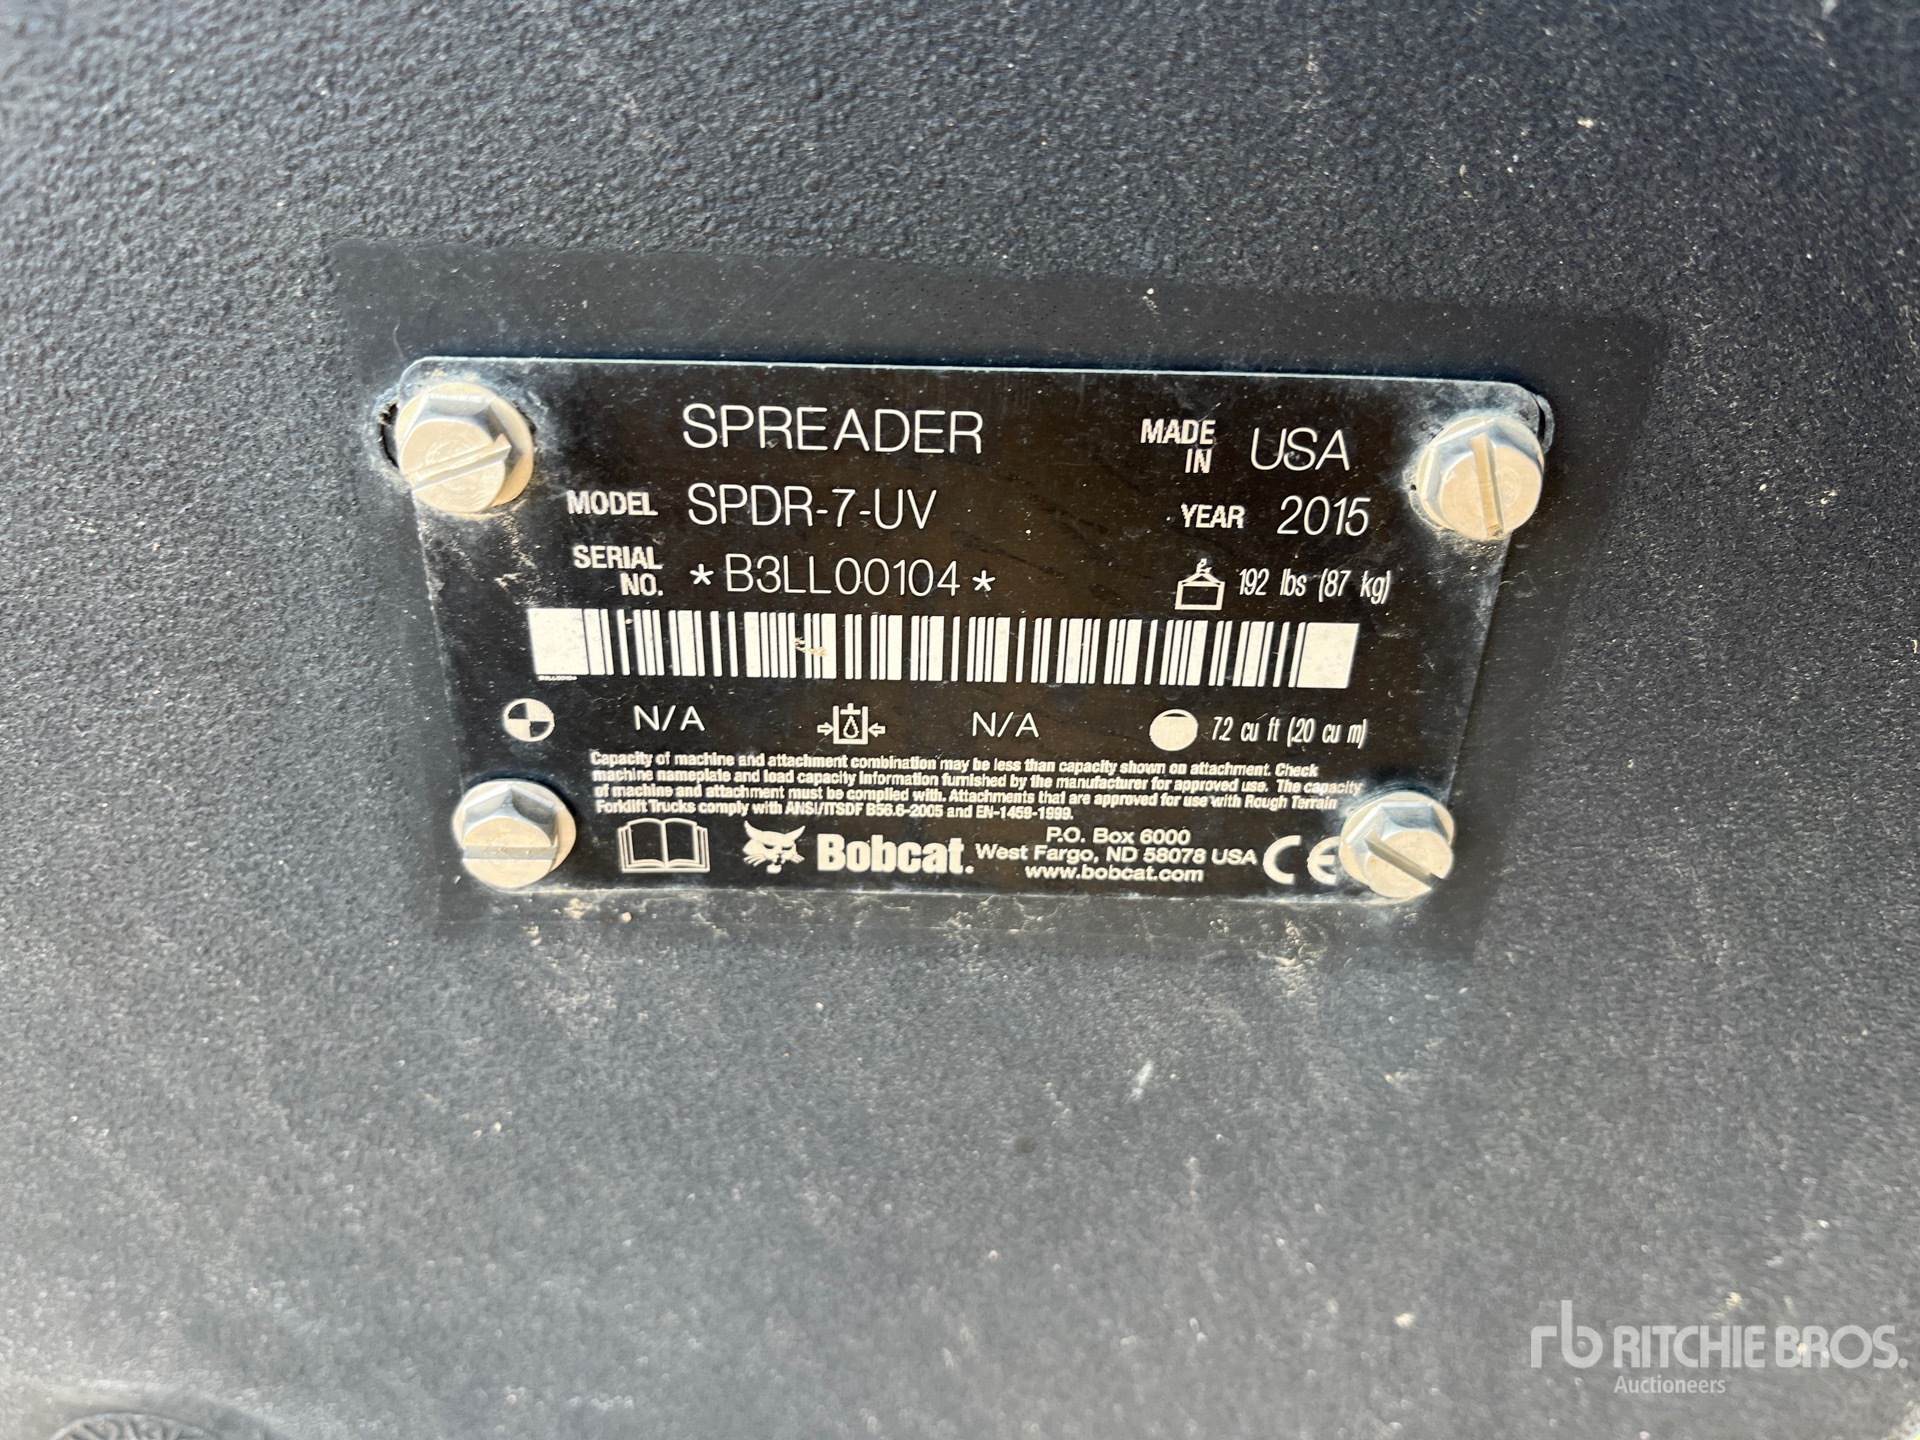 SPREADER
MADE IN USA
MODEL SPDR-7-UV
YEAR 2015
SERIAL NO. *B3LL00104*
192 lbs (87 kg)
B3LL00104
N/A
N/A
7.2 cu ft (.20 cu m)
Capacity of machine and attachment combination may be less than capacity shown on attachment. Check
machine nameplate and load capacity information furnished by the manufacturer for approved use. The capacity
of machine and attachment must be complied with. Attachments that are approved for use with Rough Terrain
Forklift Trucks comply with ANSI/ITSDF B56.6-2005 and EN-1459-1999.
Bobcat.
P.O. Box 6000
West Fargo, ND 58078 USA
www.bobcat.com
CE
rb RITCHIE BROS.
Auctioneers